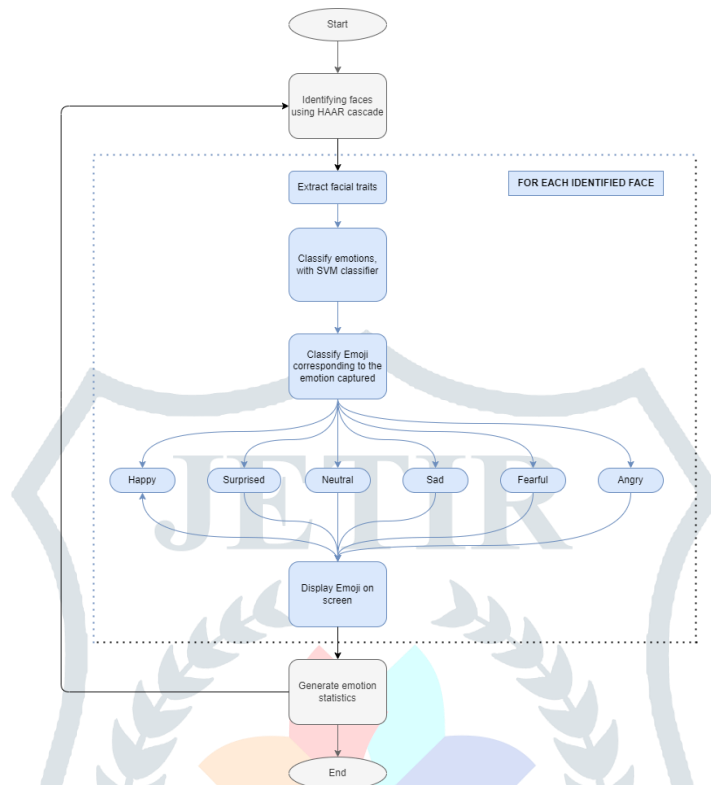 Start
Identifying faces
using HAAR cascade
Extract facial traits
FOR EACH IDENTIFIED FACE
Classify emotions,
with SVM classifier
Classify Emoji
corresponding to the
emotion captured
Happy
Surprised
Neutral
Sad
Fearful
Angry
JETIR
Display Emoji on
screen
Generate emotion
statistics
End